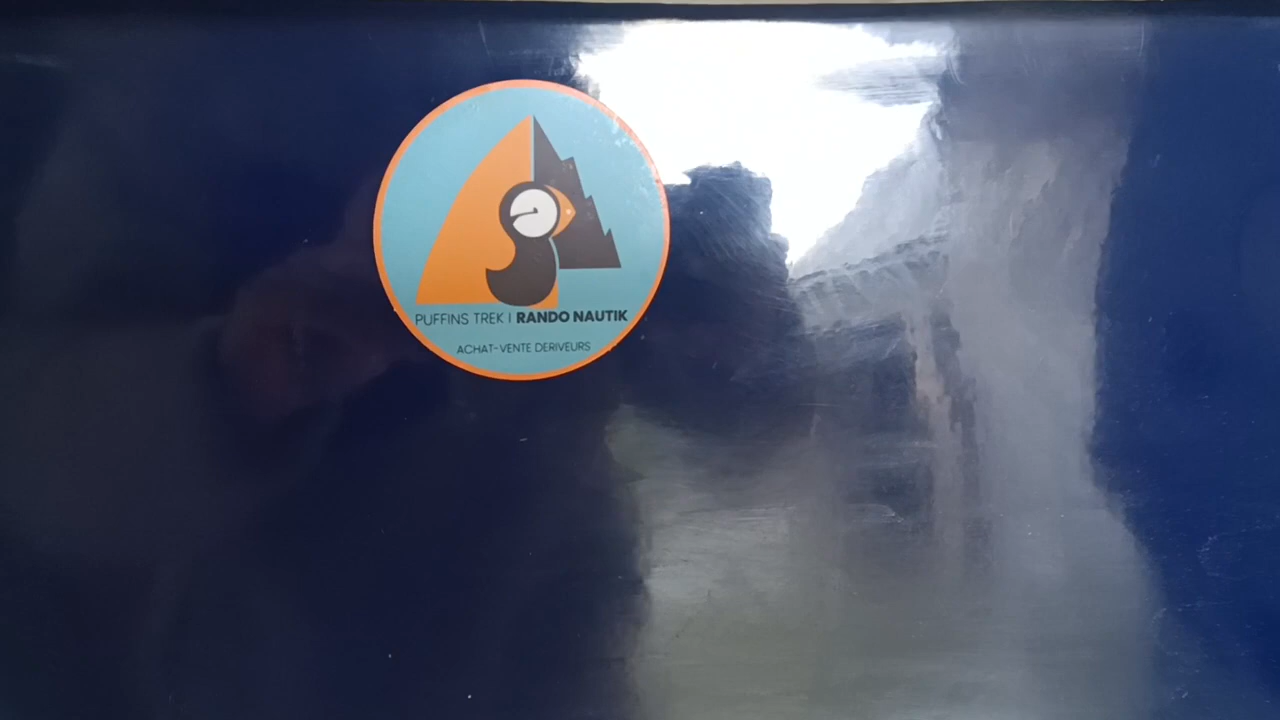 PUFFINS TREK | RANDO NAUTIK
ACHAT-VENTE DERIVEURS